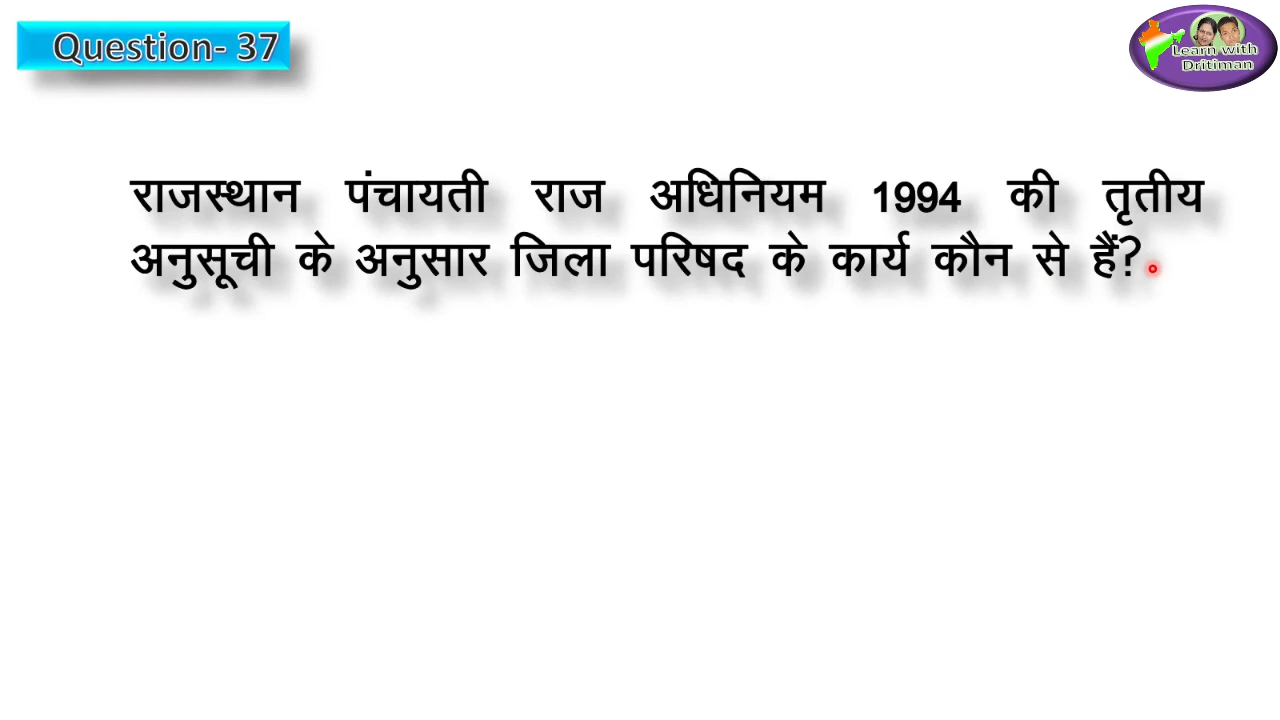 Question- 37
Learn with
Dritiman
राजस्थान पंचायती राज अधिनियम 1994 की तृतीय
अनुसूची के अनुसार जिला परिषद के कार्य कौन से हैं?